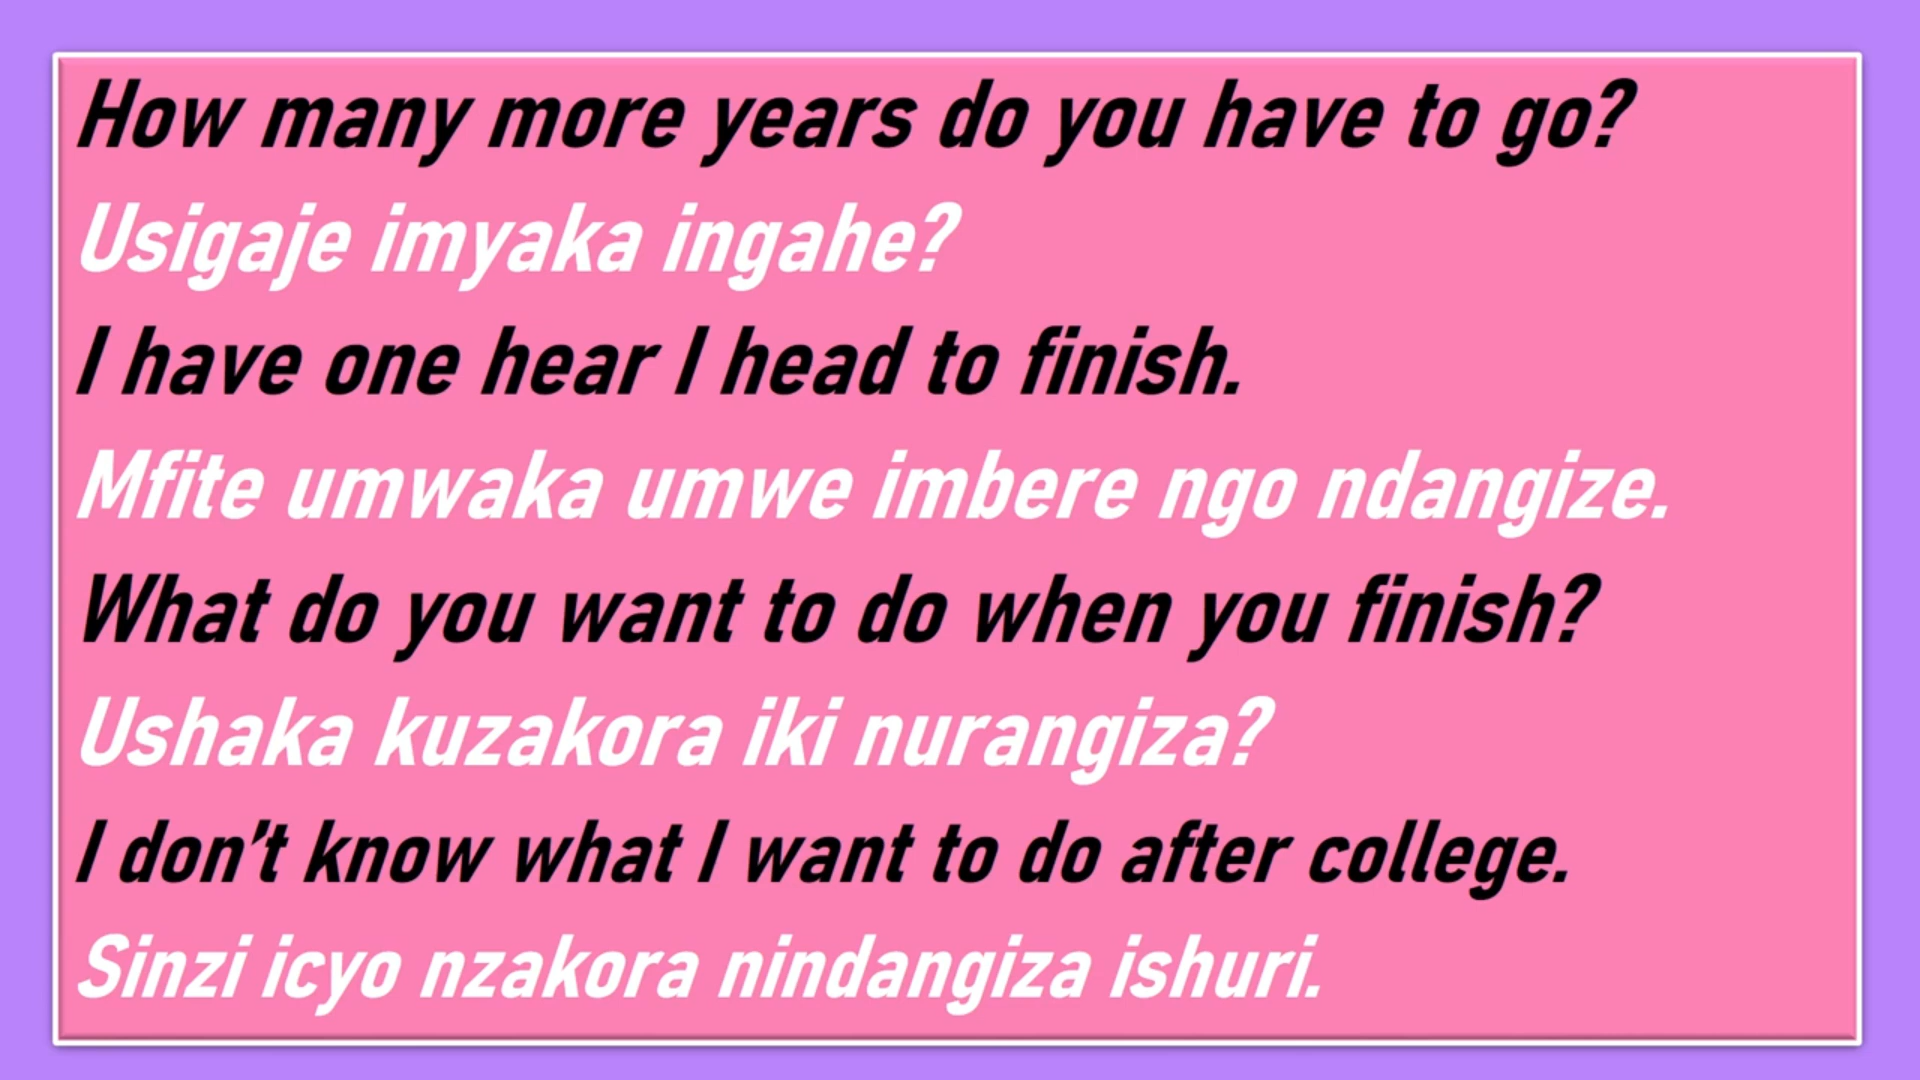 How many more years do you have to go?
Usigaje imyaka ingahe?
I have one hear I head to finish.
Mfite umwaka umwe imbere ngo ndangize.
What do you want to do when you finish?
Ushaka kuzakora iki nurangiza?
I don’t know what I want to do after college.
Sinzi icyo nzakora nindangiza ishuri.